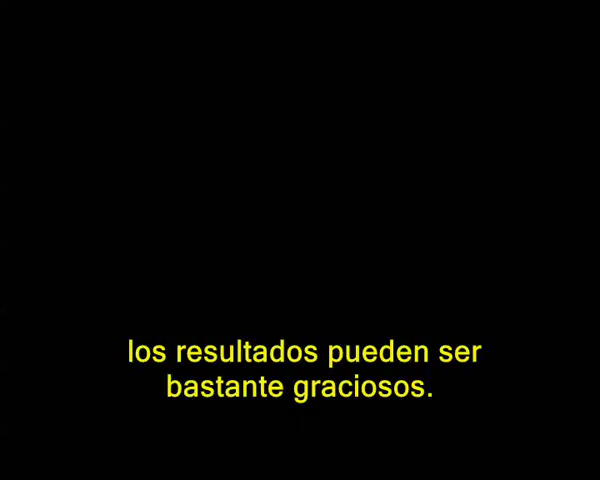 los resultados pueden ser
bastante graciosos.